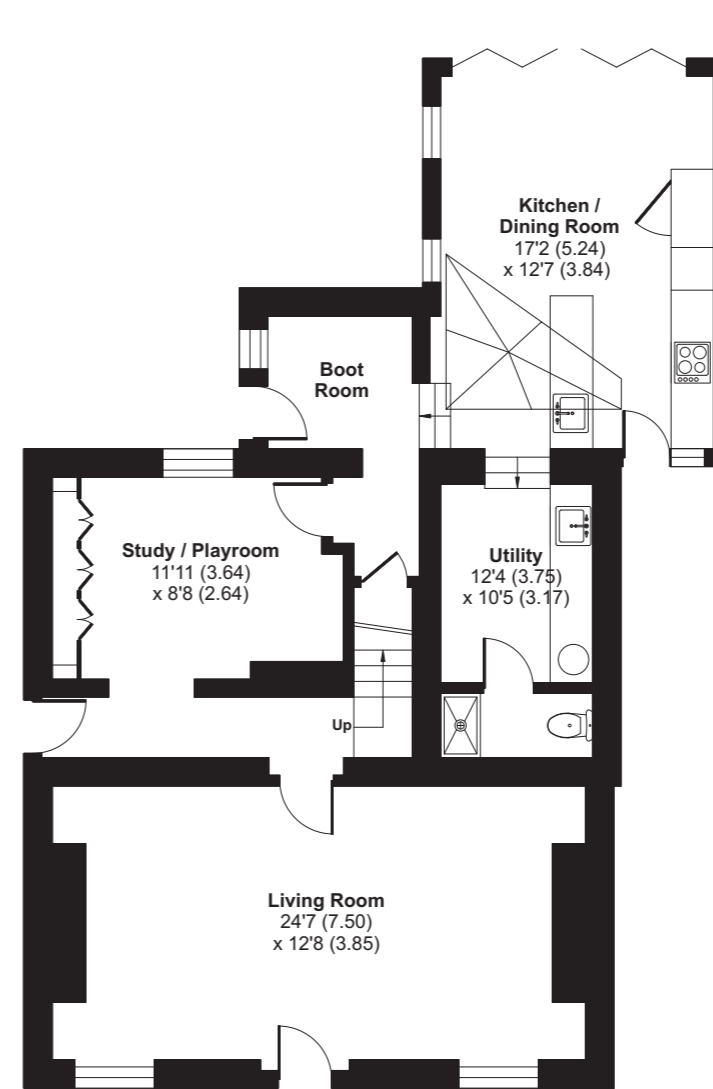 Kitchen /
Dining Room
17'2 (5.24)
x 12'7 (3.84)
Boot
Room
Study / Playroom
11'11 (3.64)
x 8'8 (2.64)
Utility
12'4 (3.75)
x 10'5 (3.17)
Up
Living Room
24'7 (7.50)
x 12'8 (3.85)